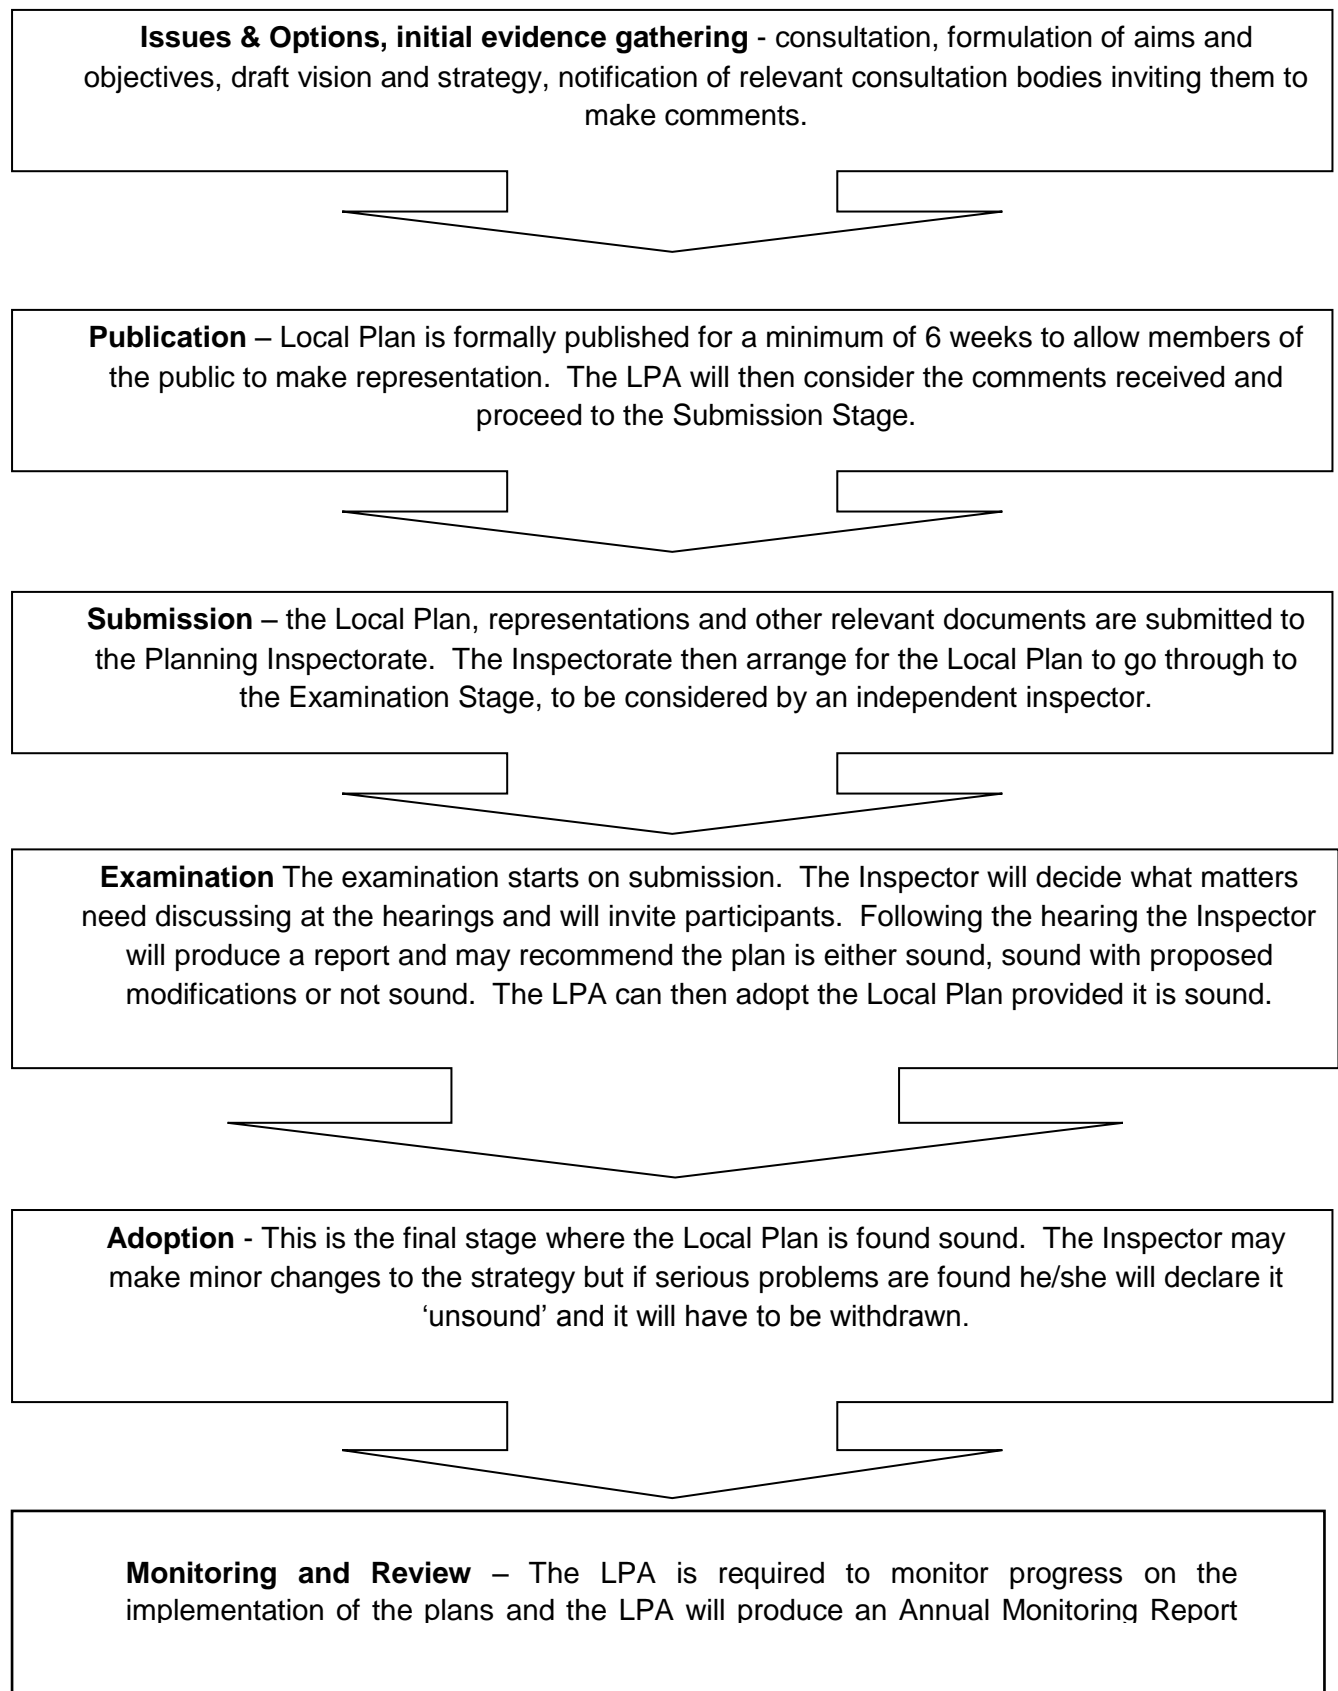 Issues & Options, initial evidence gathering - consultation, formulation of aims and
objectives, draft vision and strategy, notification of relevant consultation bodies inviting them to
make comments.
Publication – Local Plan is formally published for a minimum of 6 weeks to allow members of
the public to make representation. The LPA will then consider the comments received and
proceed to the Submission Stage.
Submission – the Local Plan, representations and other relevant documents are submitted to
the Planning Inspectorate. The Inspectorate then arrange for the Local Plan to go through to
the Examination Stage, to be considered by an independent inspector.
Examination The examination starts on submission. The Inspector will decide what matters
need discussing at the hearings and will invite participants. Following the hearing the Inspector
will produce a report and may recommend the plan is either sound, sound with proposed
modifications or not sound. The LPA can then adopt the Local Plan provided it is sound.
Adoption - This is the final stage where the Local Plan is found sound. The Inspector may
make minor changes to the strategy but if serious problems are found he/she will declare it
‘unsound’ and it will have to be withdrawn.
Monitoring and Review – The LPA is required to monitor progress on the
implementation of the plans and the LPA will produce an Annual Monitoring Report